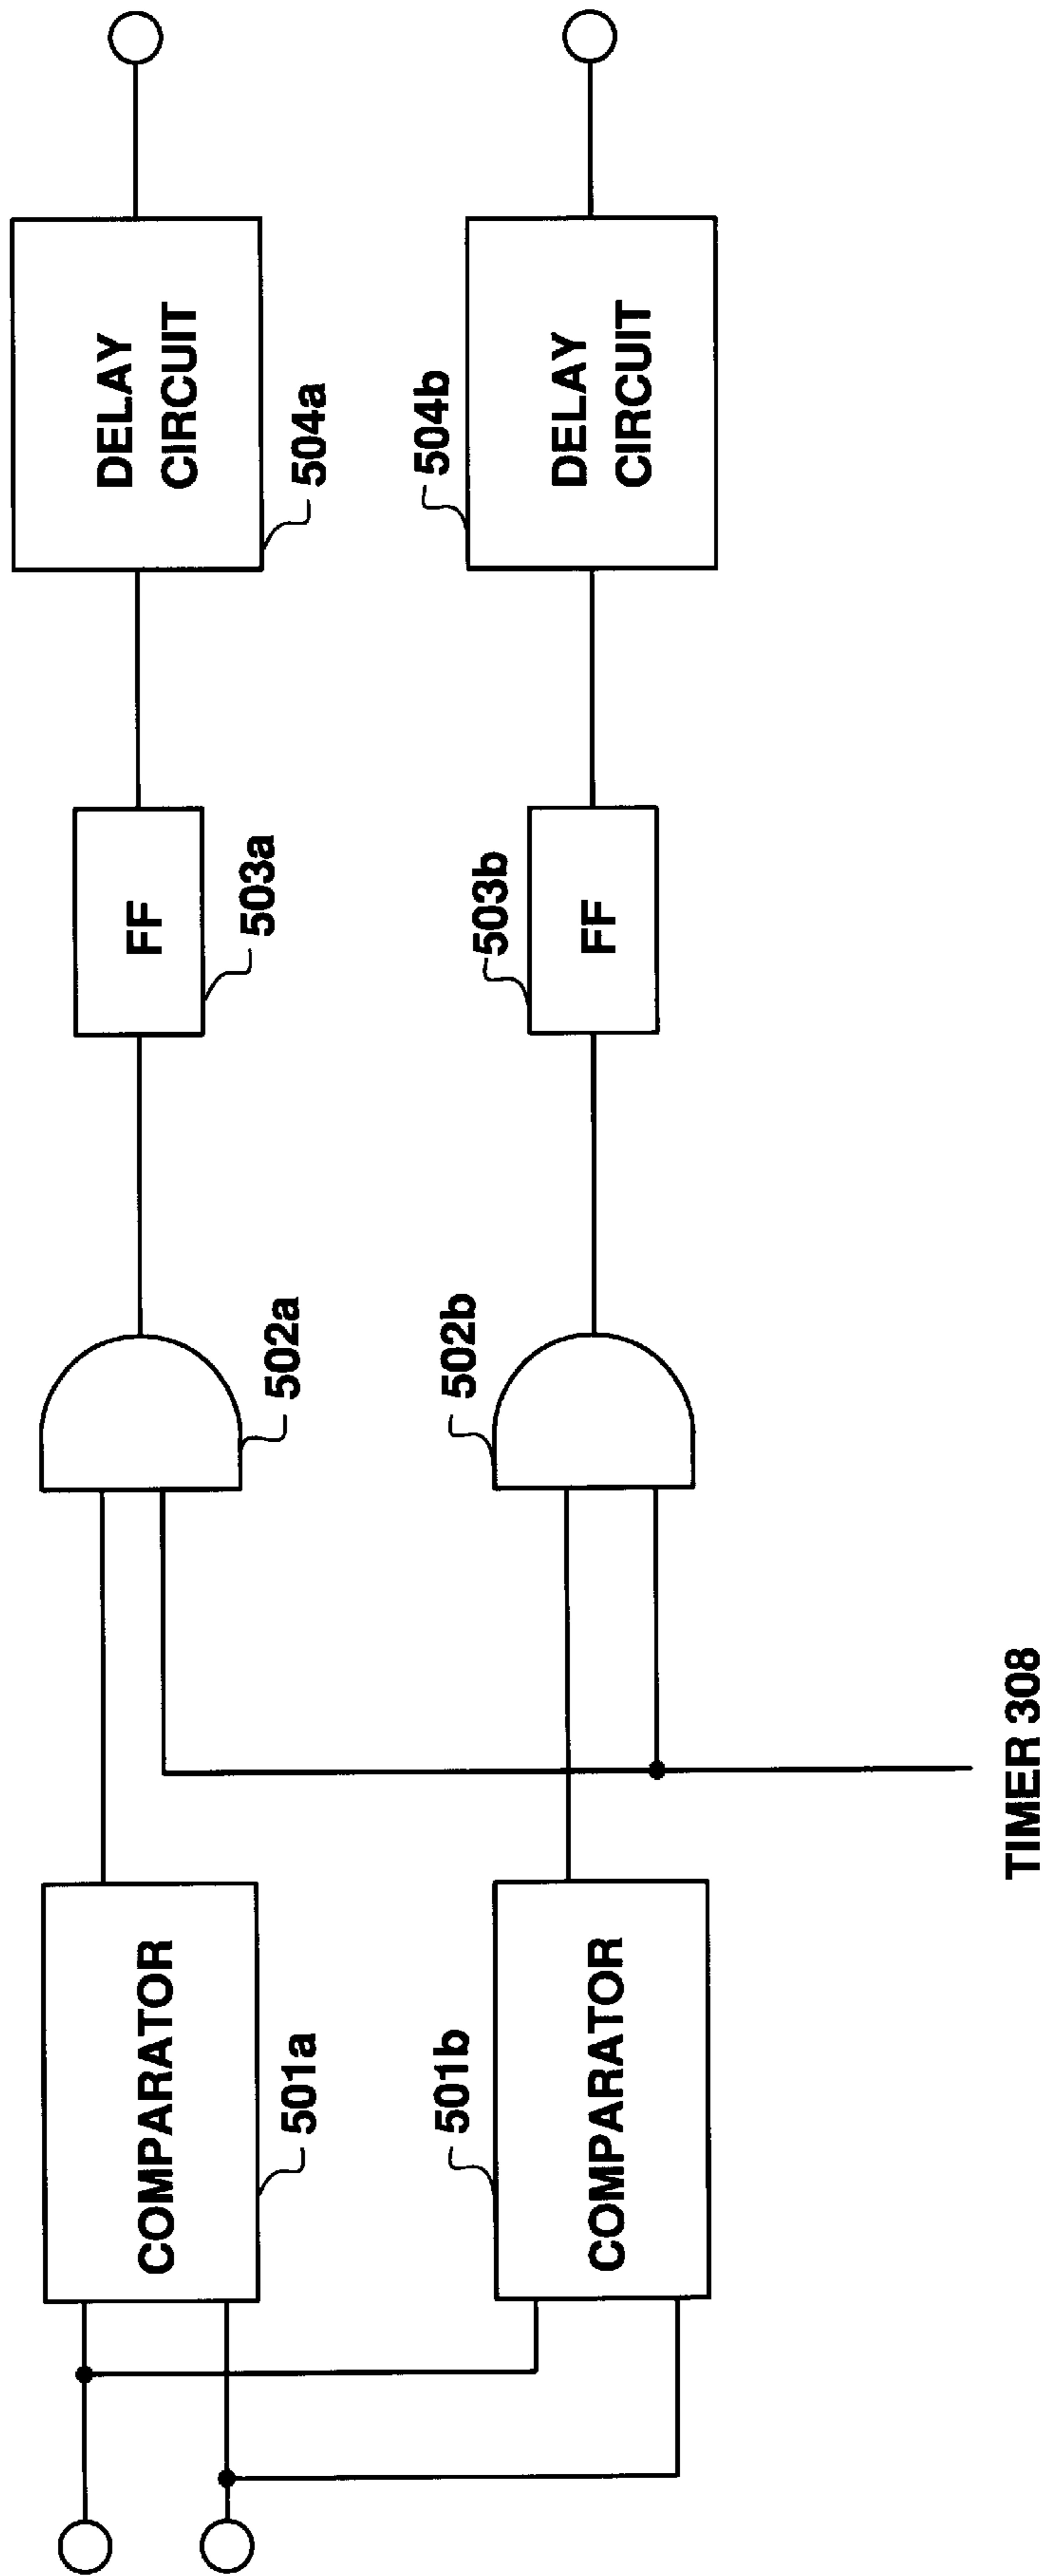 COMPARATOR
501a
502a
FF
503a
DELAY
CIRCUIT
504a
COMPARATOR
501b
502b
FF
503b
DELAY
CIRCUIT
504b
TIMER 308